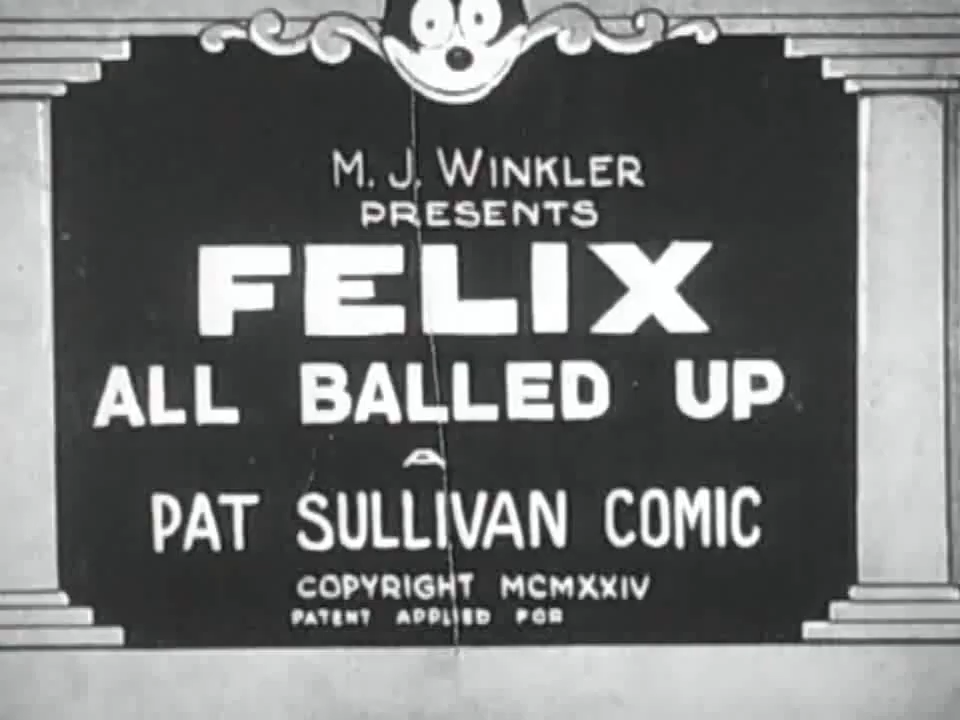 M. J. WINKLER
PRESENTS
FELIX
ALL BALLED UP
A
PAT SULLIVAN COMIC
COPYRIGHT MCMXXIV
PATENT APPLIED FOR